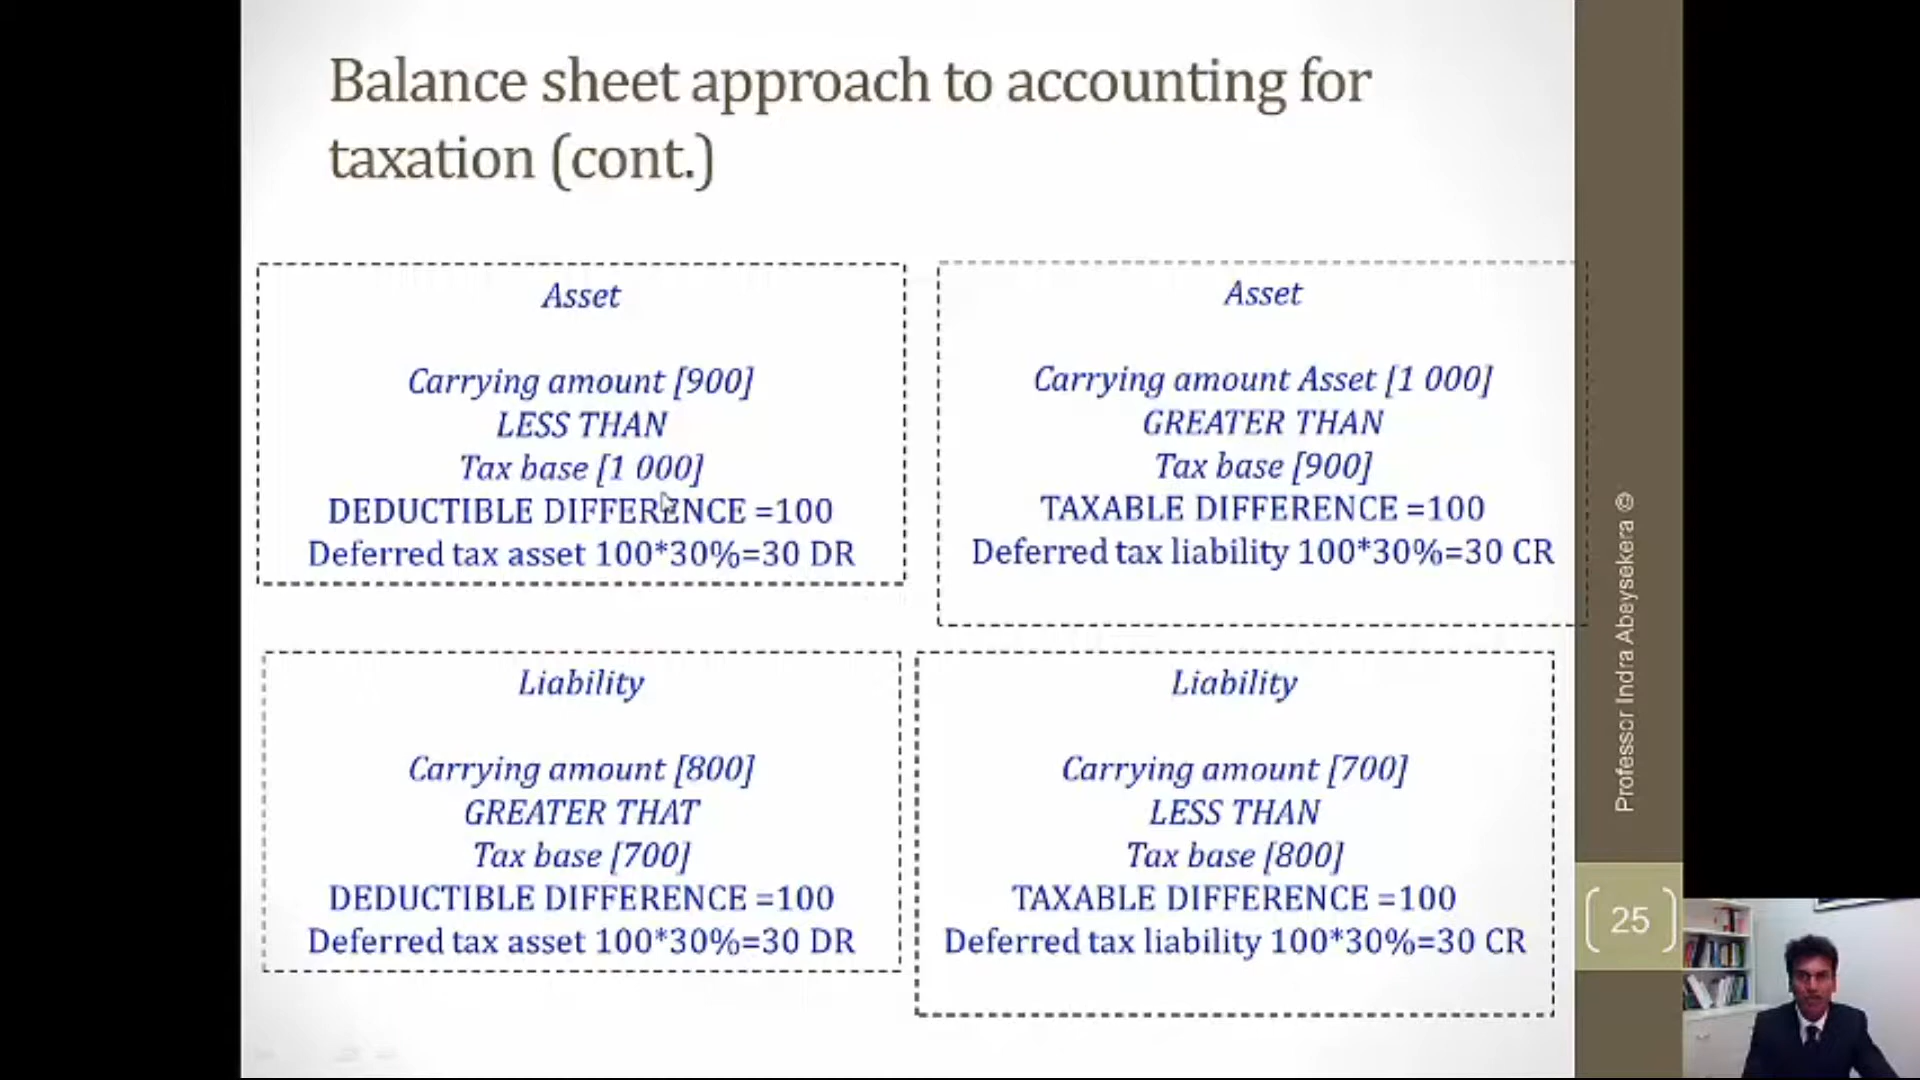 Balance sheet approach to accounting for
taxation (cont.)
Asset
Carrying amount [900]
LESS THAN
Tax base [1 000]
DEDUCTIBLE DIFFERENCE =100
Deferred tax asset 100*30%=30 DR
Asset
Carrying amount Asset [1 000]
GREATER THAN
Tax base [900]
TAXABLE DIFFERENCE =100
Deferred tax liability 100*30%=30 CR
Liability
Carrying amount [800]
GREATER THAT
Tax base [700]
DEDUCTIBLE DIFFERENCE =100
Deferred tax asset 100*30%=30 DR
Liability
Carrying amount [700]
LESS THAN
Tax base [800]
TAXABLE DIFFERENCE =100
Deferred tax liability 100*30%=30 CR
Professor Indra Abeysekera ©
25